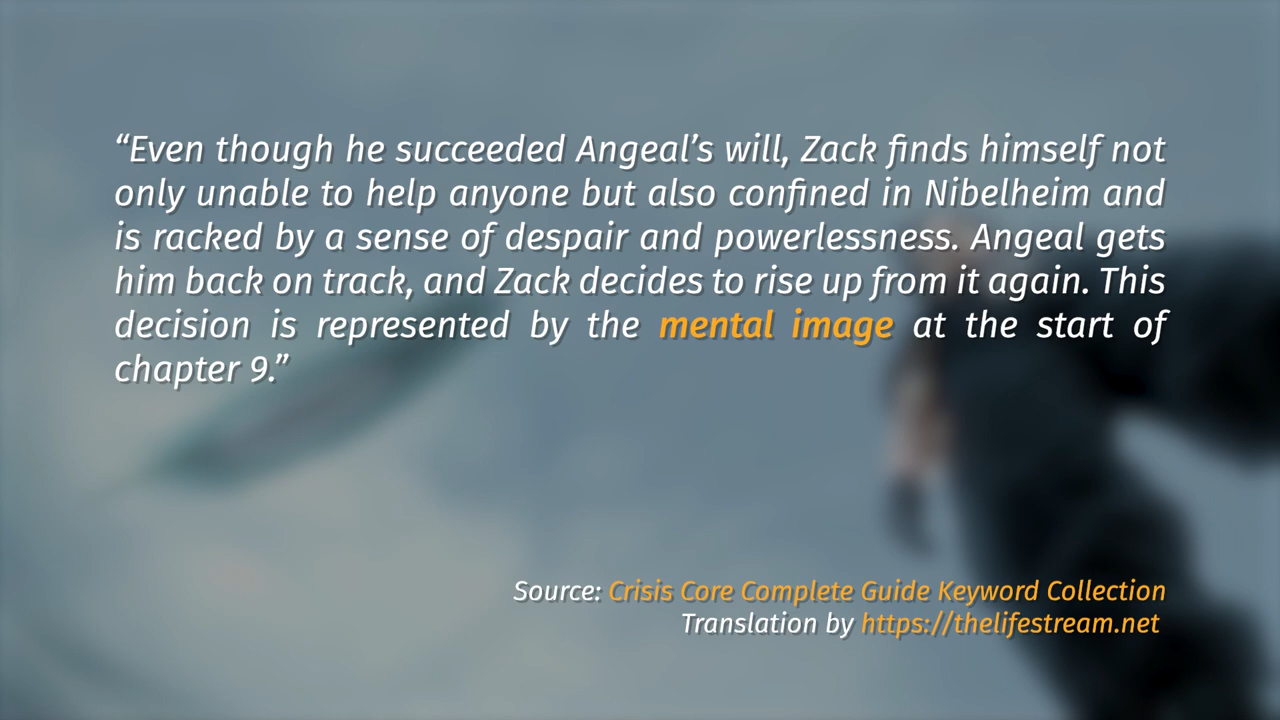 “Even though he succeeded Angeal’s will, Zack finds himself not
only unable to help anyone but also confined in Nibelheim and
is racked by a sense of despair and powerlessness. Angeal gets
him back on track, and Zack decides to rise up from it again. This
decision is represented by the mental image at the start of
chapter 9.”
Source: Crisis Core Complete Guide Keyword Collection
Translation by https://thelifestream.net